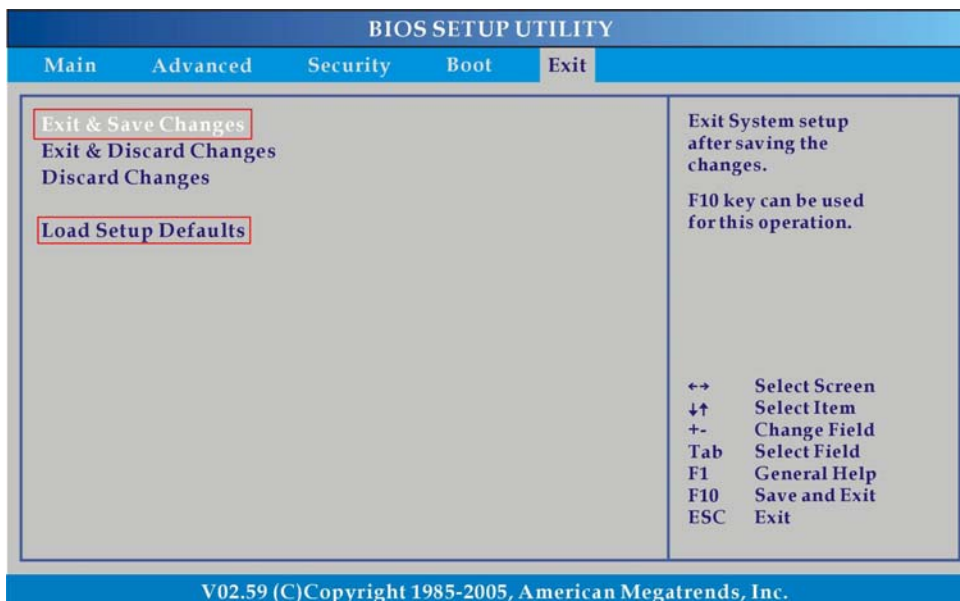 BIOS SETUP UTILITY
Main Advanced Security Boot Exit
Exit & Save Changes
Exit & Discard Changes
Discard Changes
Load Setup Defaults
Exit System setup
after saving the
changes.
F10 key can be used
for this operation.
←→ Select Screen
↓↑ Select Item
+- Change Field
Tab Select Field
F1 General Help
F10 Save and Exit
ESC Exit
V02.59 (C)Copyright 1985-2005, American Megatrends, Inc.